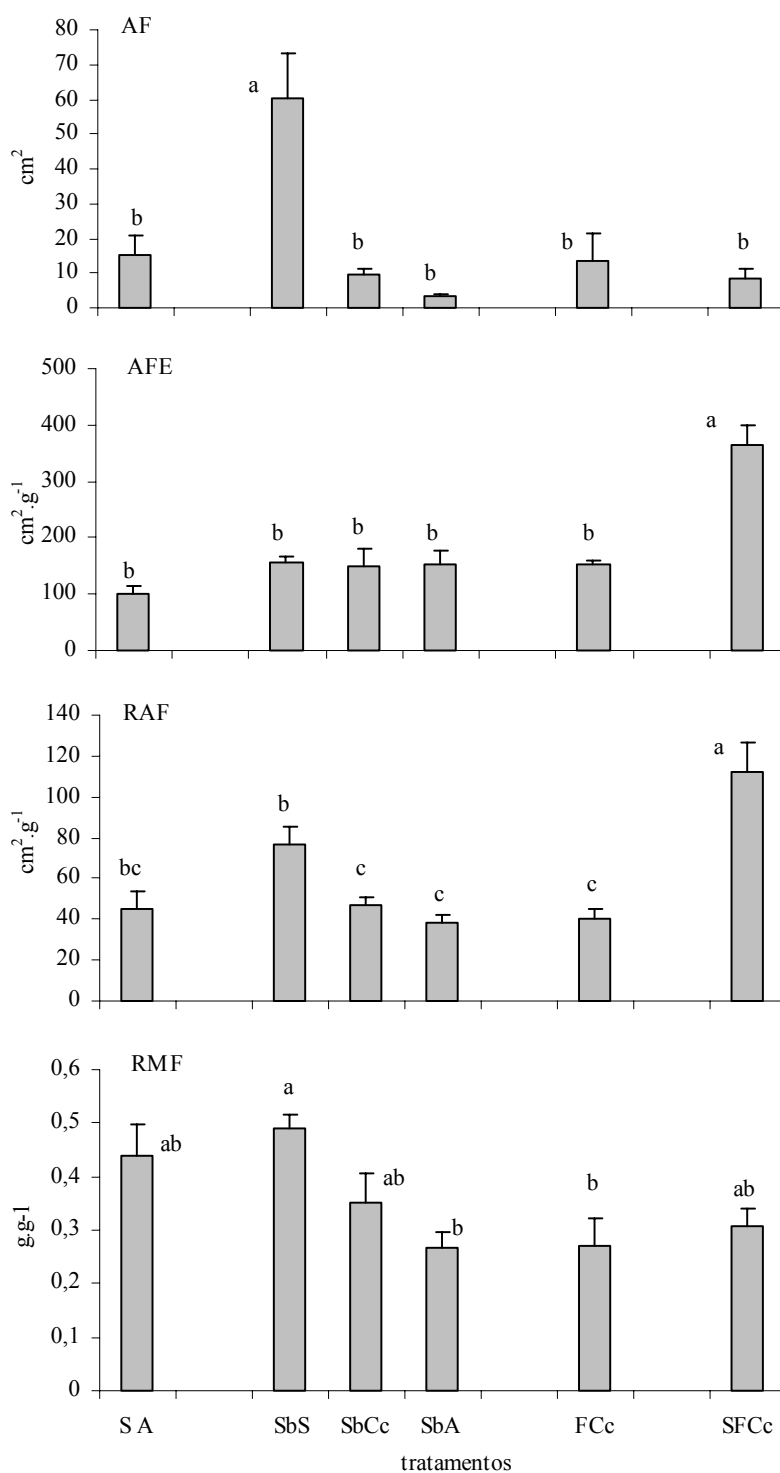 AF
80
70
60
50
40
30
20
10
0
cm²
b
a
b
b
b
b
AFE
500
400
300
200
100
0
cm².g⁻¹
b
b
b
b
b
a
RAF
140
120
100
80
60
40
20
0
cm².g⁻¹
bc
b
c
c
c
a
RMF
0,6
0,5
0,4
0,3
0,2
0,1
0
g.g-1
ab
a
ab
b
b
ab
S A SbS SbCc SbA FCc SFCc
tratamentos